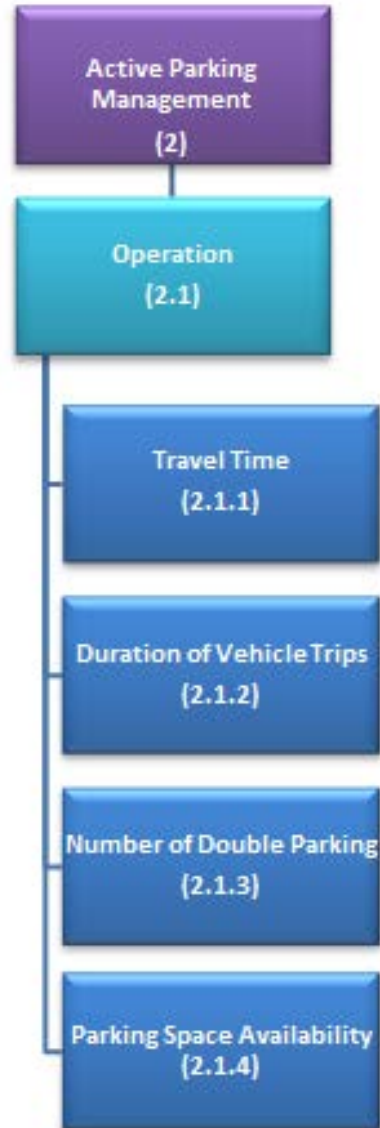 Active Parking
Management
(2)
Operation
(2.1)
Travel Time
(2.1.1)
Duration of Vehicle Trips
(2.1.2)
Number of Double Parking
(2.1.3)
Parking Space Availability
(2.1.4)